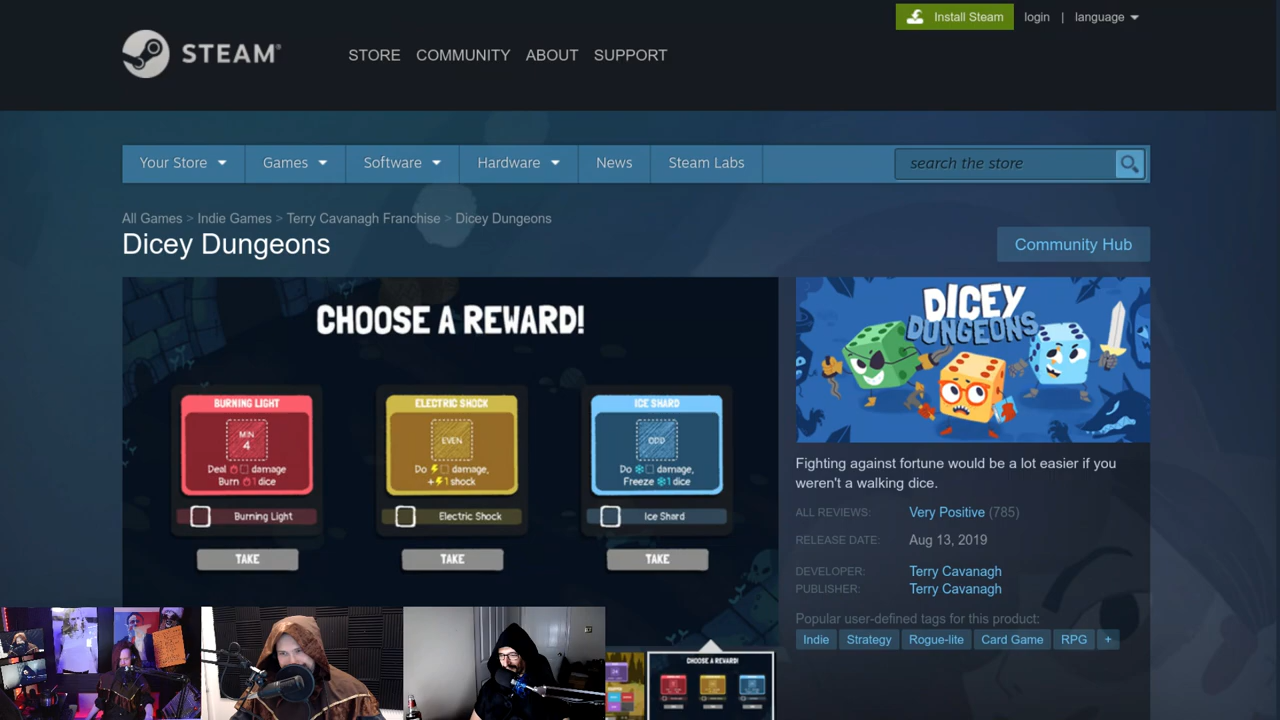 Install Steam
login | language
STEAM®
STORE COMMUNITY ABOUT SUPPORT
Your Store Games Software Hardware News Steam Labs
search the store
All Games > Indie Games > Terry Cavanagh Franchise > Dicey Dungeons
Dicey Dungeons
Community Hub
CHOOSE A REWARD!
BURNING LIGHT
MIN
4
Deal damage
Burn 1 dice
Burning Light
TAKE
ELECTRIC SHOCK
EVEN
Do damage,
+ 1 shock
Electric Shock
TAKE
ICE SHARD
ODD
Do damage,
Freeze 1 dice
Ice Shard
TAKE
DICEY
DUNGEONS
Fighting against fortune would be a lot easier if you
weren't a walking dice.
ALL REVIEWS: Very Positive (785)
RELEASE DATE: Aug 13, 2019
DEVELOPER: Terry Cavanagh
PUBLISHER: Terry Cavanagh
Popular user-defined tags for this product:
Indie Strategy Rogue-lite Card Game RPG +
CHOOSE A REWARD!